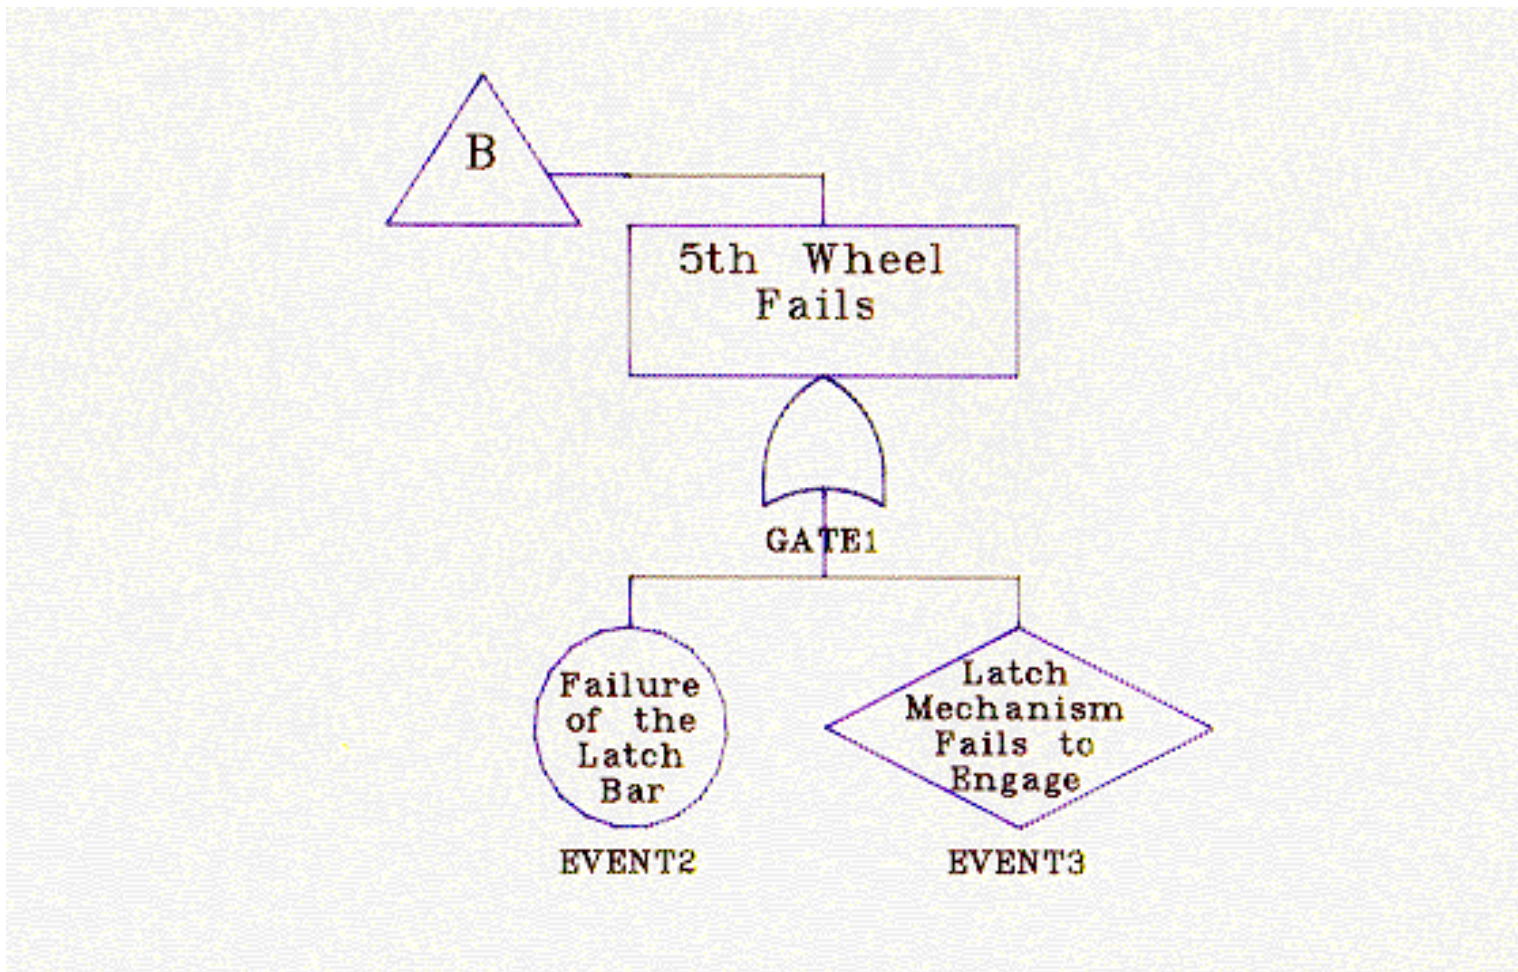 B
5th Wheel
Fails
GATE1
Failure
of the
Latch
Bar
Latch
Mechanism
Fails to
Engage
EVENT2
EVENT3